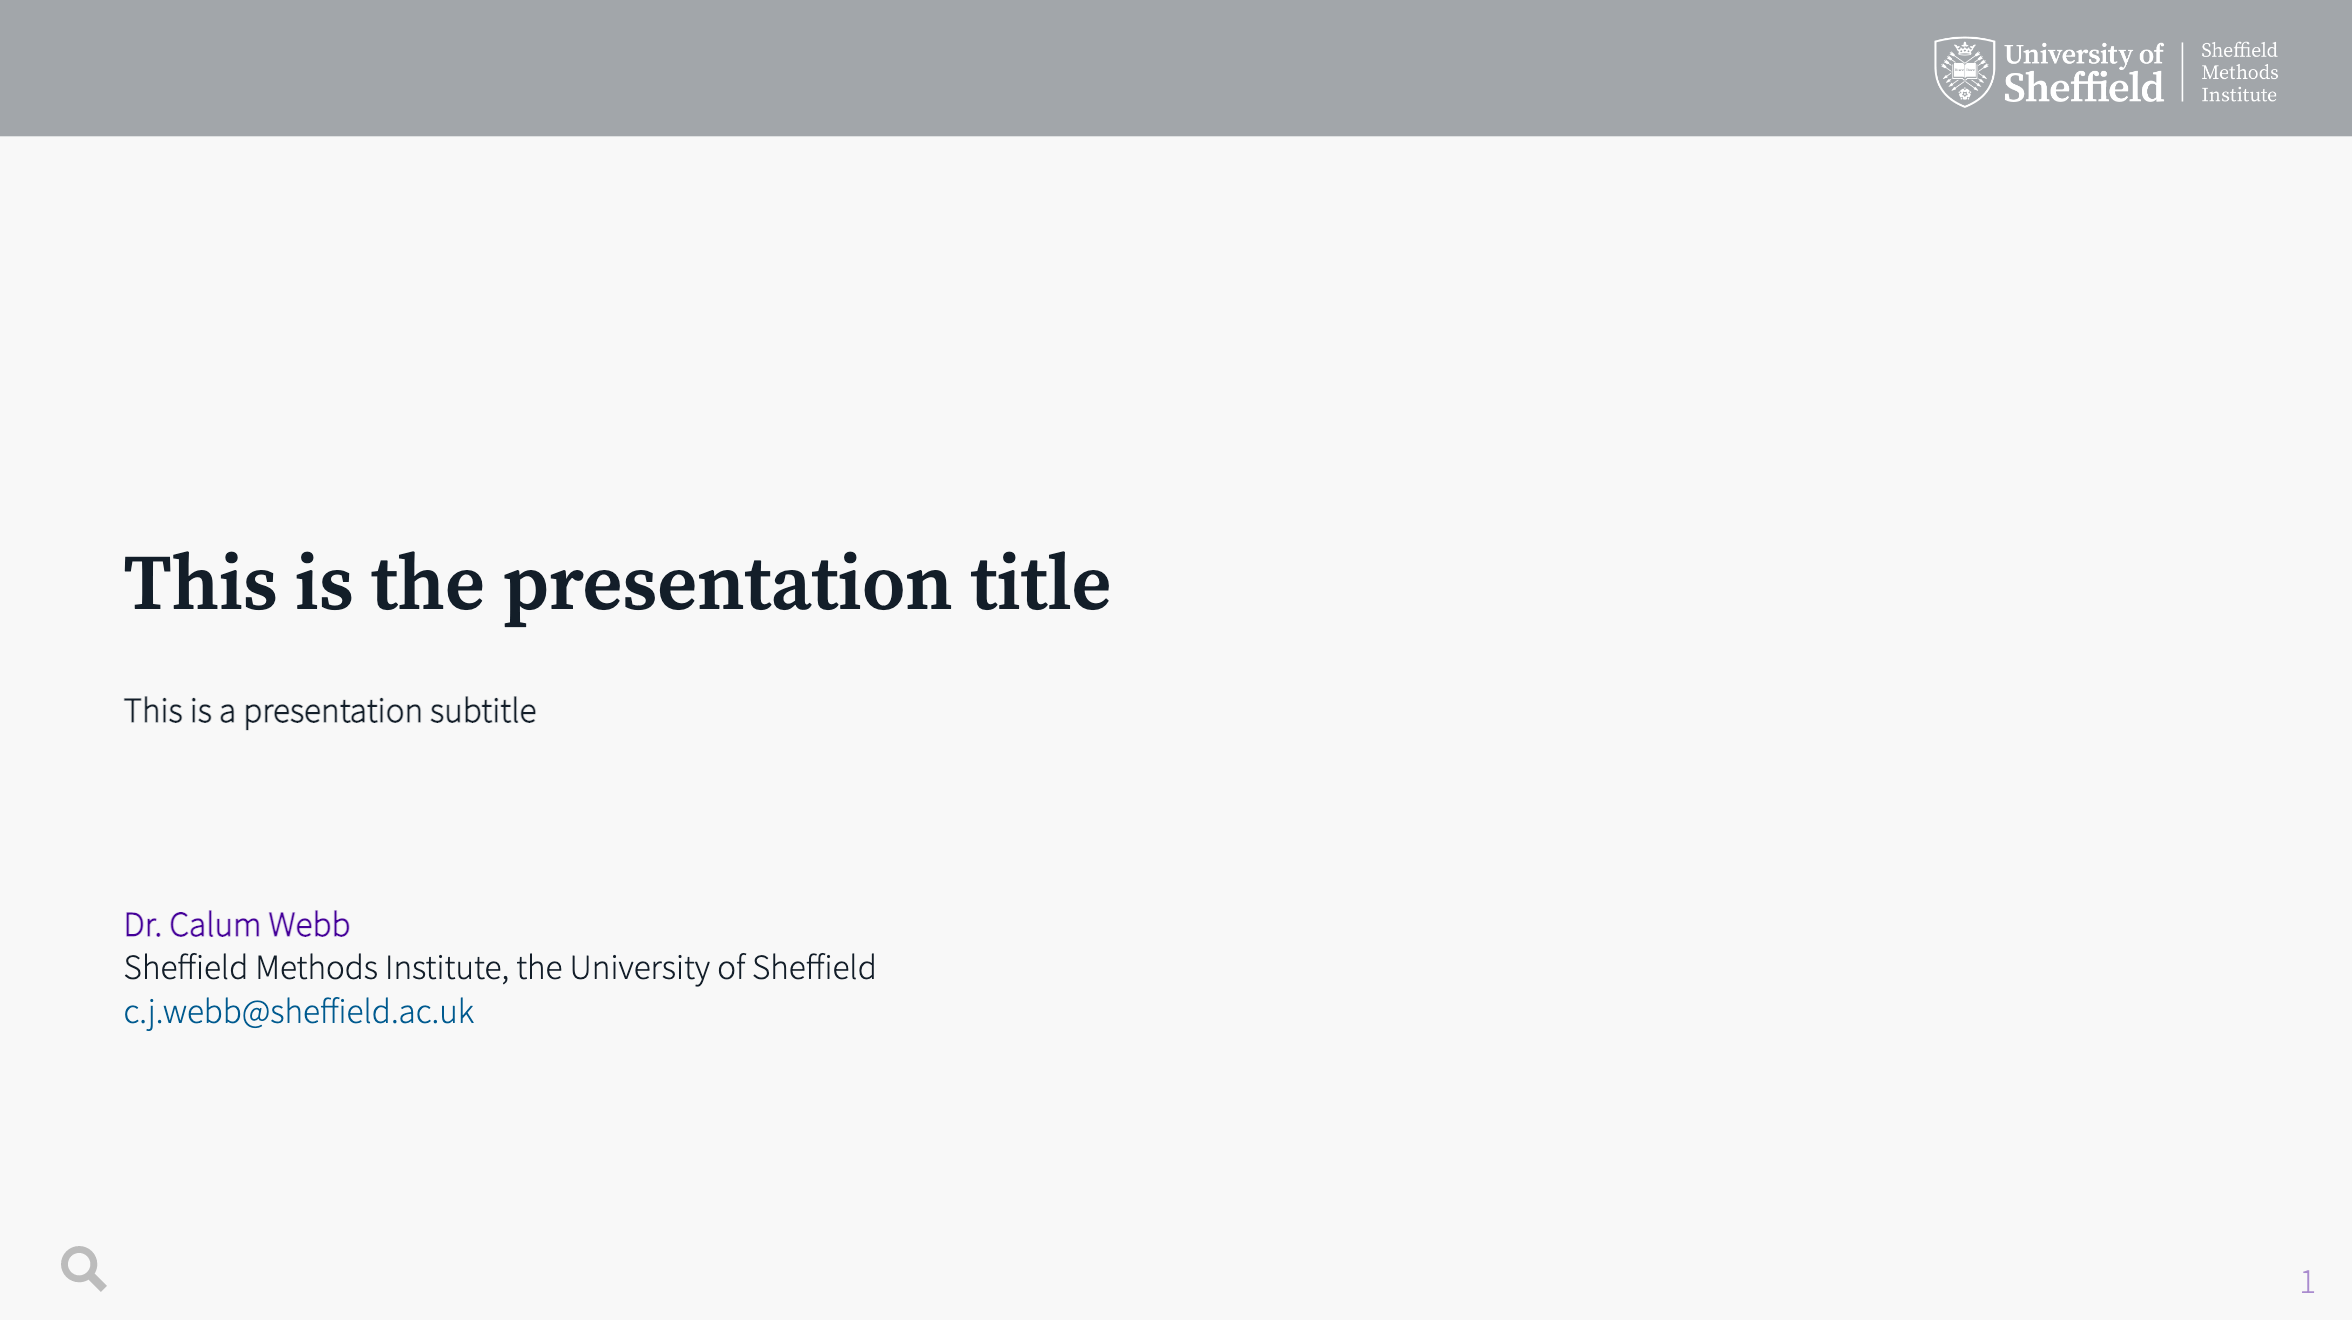 University of
Sheffield
Sheffield
Methods
Institute
This is the presentation title
This is a presentation subtitle
Dr. Calum Webb
Sheffield Methods Institute, the University of Sheffield
c.j.webb@sheffield.ac.uk
1